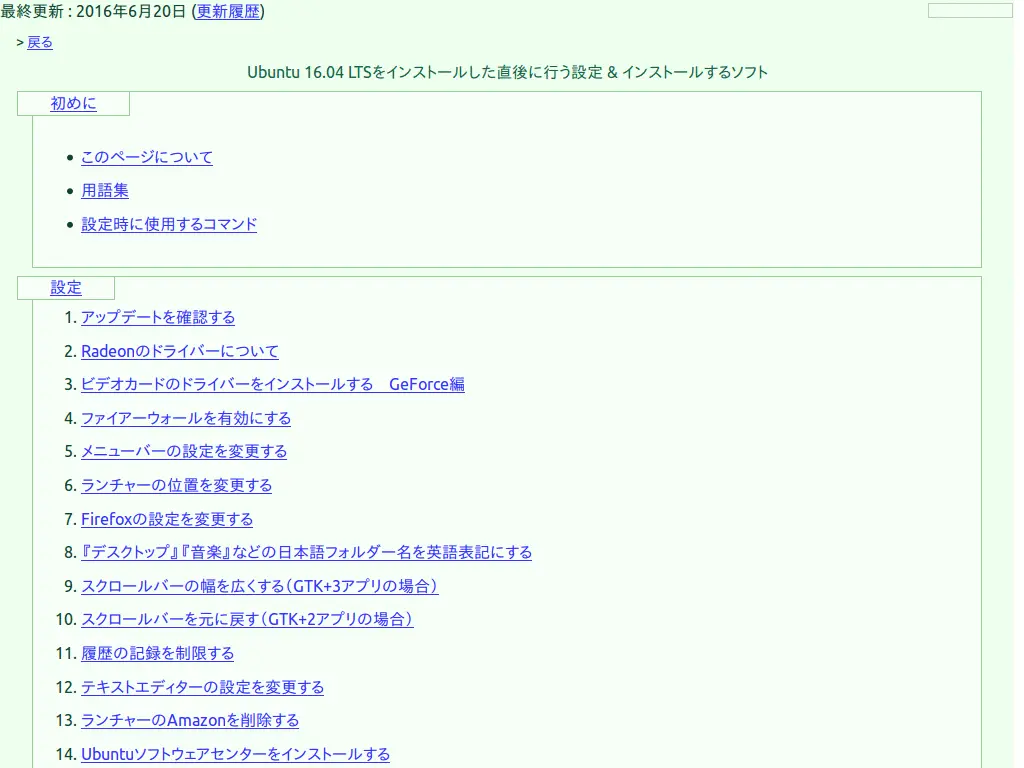 最終更新 : 2016年6月20日 (更新履歴)
> 戻る
Ubuntu 16.04 LTSをインストールした直後に行う設定 & インストールするソフト
初めに
• このページについて
• 用語集
• 設定時に使用するコマンド
設定
1. アップデートを確認する
2. Radeonのドライバーについて
3. ビデオカードのドライバーをインストールする　GeForce編
4. ファイアーウォールを有効にする
5. メニューバーの設定を変更する
6. ランチャーの位置を変更する
7. Firefoxの設定を変更する
8. 『デスクトップ』『音楽』などの日本語フォルダー名を英語表記にする
9. スクロールバーの幅を広くする（GTK+3アプリの場合）
10. スクロールバーを元に戻す（GTK+2アプリの場合）
11. 履歴の記録を制限する
12. テキストエディターの設定を変更する
13. ランチャーのAmazonを削除する
14. Ubuntuソフトウェアセンターをインストールする